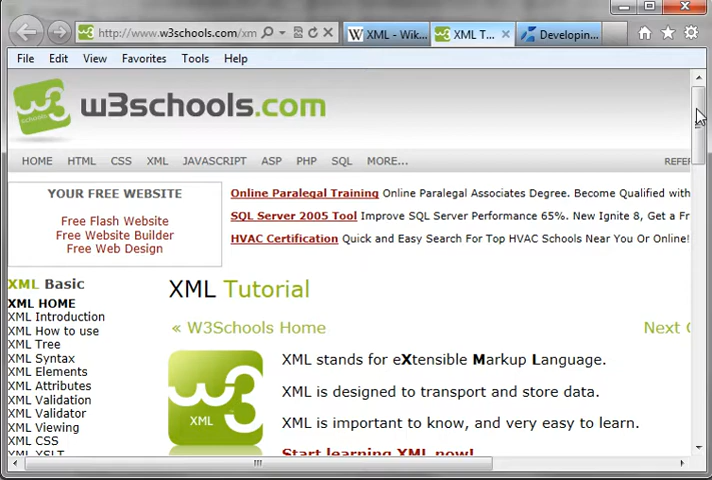 http://www.w3schools.com/xm
XML - Wik...
XML T...
Developin...
File Edit View Favorites Tools Help
w3schools.com
HOME HTML CSS XML JAVASCRIPT ASP PHP SQL MORE... REFER
YOUR FREE WEBSITE
Free Flash Website
Free Website Builder
Free Web Design
Online Paralegal Training Online Paralegal Associates Degree. Become Qualified with
SQL Server 2005 Tool Improve SQL Server Performance 65%. New Ignite 8, Get a Fr
HVAC Certification Quick and Easy Search For Top HVAC Schools Near You Or Online!
XML Basic
XML HOME
XML Introduction
XML How to use
XML Tree
XML Syntax
XML Elements
XML Attributes
XML Validation
XML Validator
XML Viewing
XML CSS
XML XSLT
XML Tutorial
« W3Schools Home
Next C
w3
XML
XML stands for eXtensible Markup Language.
XML is designed to transport and store data.
XML is important to know, and very easy to learn.
Start learning XML now!